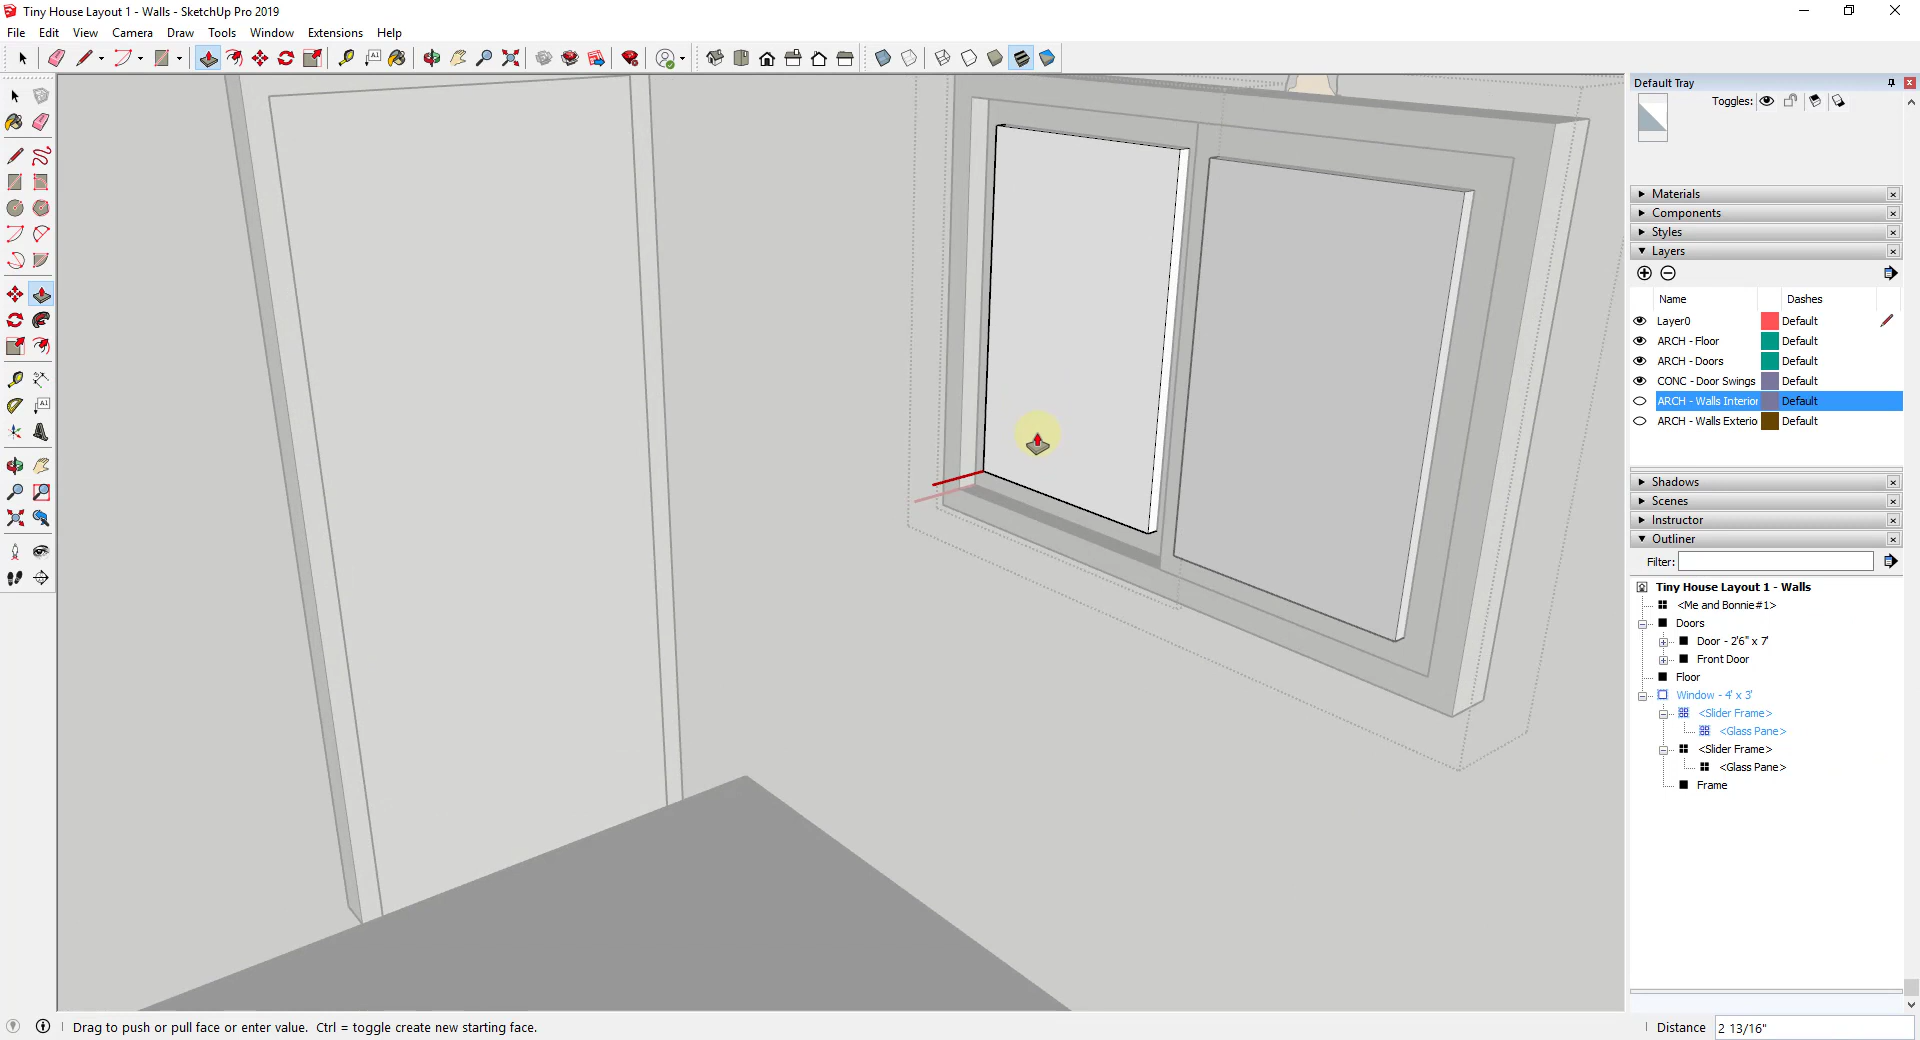 Tiny House Layout 1 - Walls - SketchUp Pro 2019
File Edit View Camera Draw Tools Window Extensions Help
Default Tray
Toggles:
Materials
Components
Styles
Layers
Name Dashes
Layer0 Default
ARCH - Floor Default
ARCH - Doors Default
CONC - Door Swings Default
ARCH - Walls Interior Default
ARCH - Walls Exterio Default
Shadows
Scenes
Instructor
Outliner
Filter:
Tiny House Layout 1 - Walls
<Me and Bonnie#1>
Doors
Door - 2'6" x 7'
Front Door
Floor
Window - 4' x 3'
<Slider Frame>
<Glass Pane>
<Slider Frame>
<Glass Pane>
Frame
Drag to push or pull face or enter value. Ctrl = toggle create new starting face.
Distance 2 13/16"